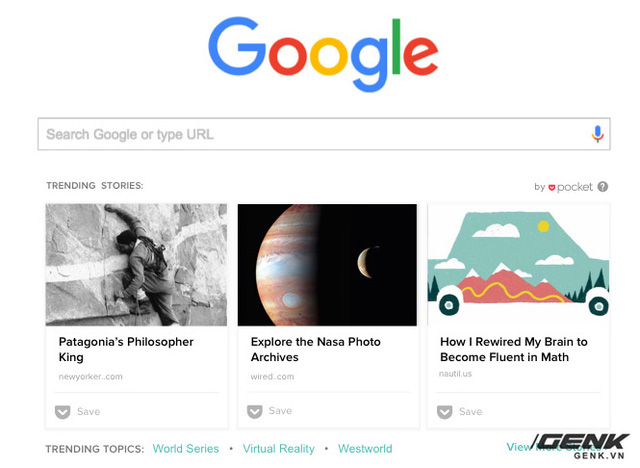 Google
Search Google or type URL
TRENDING STORIES:
by pocket ?
Patagonia's Philosopher
King
newyorker..com
Save
Explore the Nasa Photo
Archives
wired..com
Save
How I Rewired My Brain to
Become Fluent in Math
nautil.us
Save
TRENDING TOPICS: World Series • Virtual Reality • Westworld
View More Stories
GENK
GENK.VN